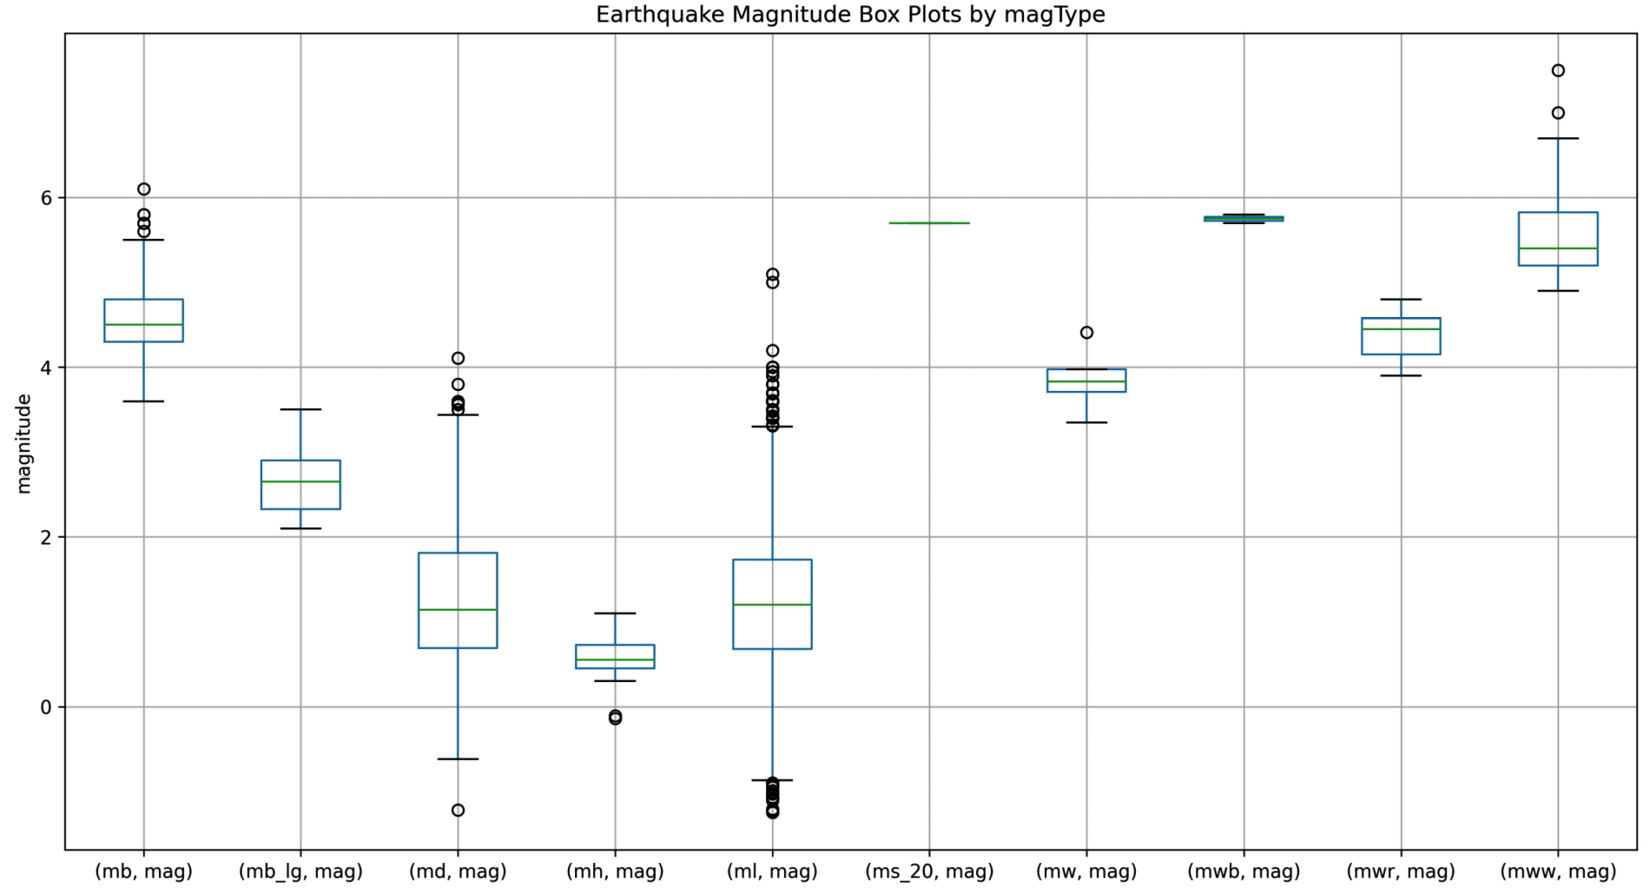 Earthquake Magnitude Box Plots by magType
magnitude
6
4
2
0
(mb, mag) (mb_lg, mag) (md, mag) (mh, mag) (ml, mag) (ms_20, mag) (mw, mag) (mwb, mag) (mwr, mag) (mww, mag)